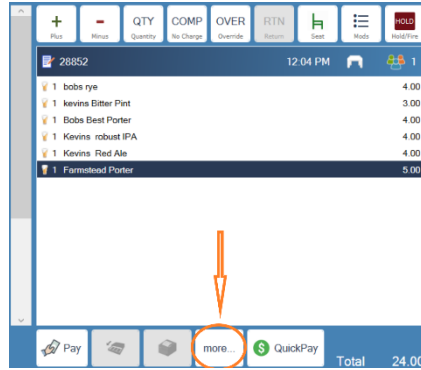 + - QTY COMP OVER RTN HOLD
Plus Minus Quantity No Charge Override Return Seat Mods Hold/Fire
28852 12:04 PM 1
1 bobs rye 4.00
1 kevins Bitter Pint 3.00
1 Bobs Best Porter 4.00
1 Kevins robust IPA 4.00
1 Kevins Red Ale 4.00
1 Farmstead Porter 5.00
Pay more... $ QuickPay
Total 24.00